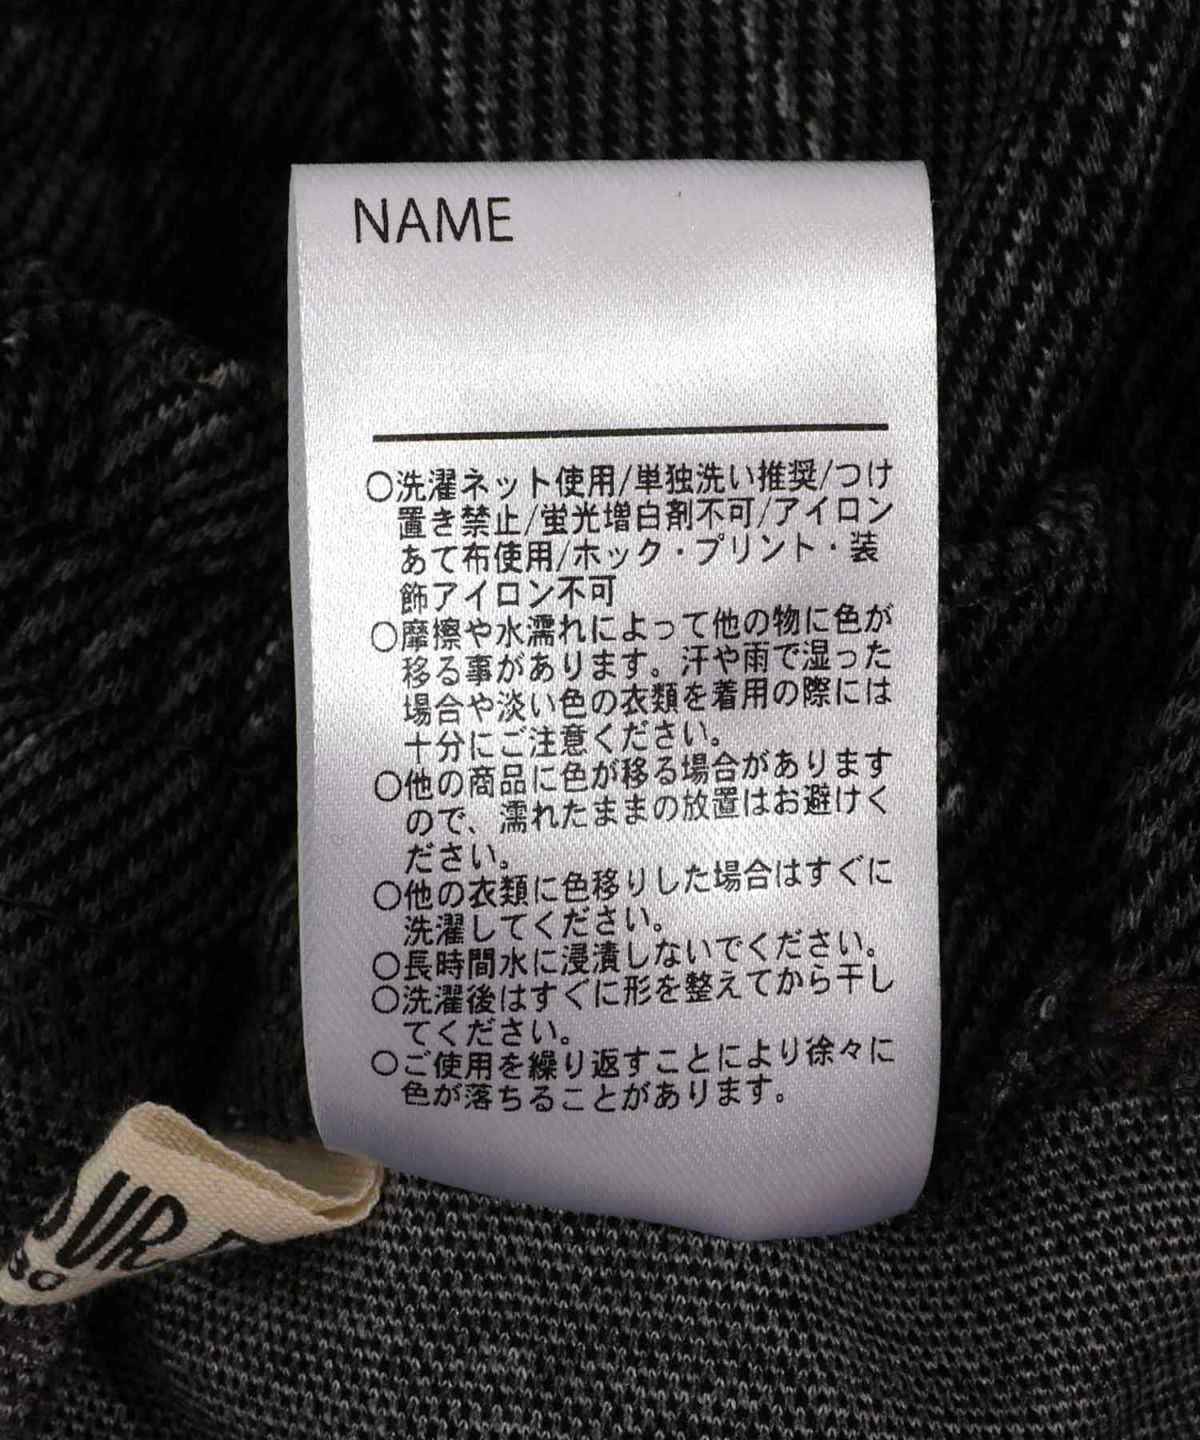 NAME
○洗濯ネット使用/単独洗い推奨/つけ
置き禁止/蛍光増白剤不可/アイロン
あて布使用/ホック・プリント・装
飾アイロン不可
○摩擦や水濡れによって他の物に色が
移る事があります。汗や雨で湿った
場合や淡い色の衣類を着用の際には
十分にご注意ください。
○他の商品に色が移る場合があります
ので、濡れたままの放置はお避けく
ださい。
○他の衣類に色移りした場合はすぐに
洗濯してください。
○長時間水に浸漬しないでください。
○洗濯後はすぐに形を整えてから干し
てください。
○ご使用を繰り返すことにより徐々に
色が落ちることがあります。